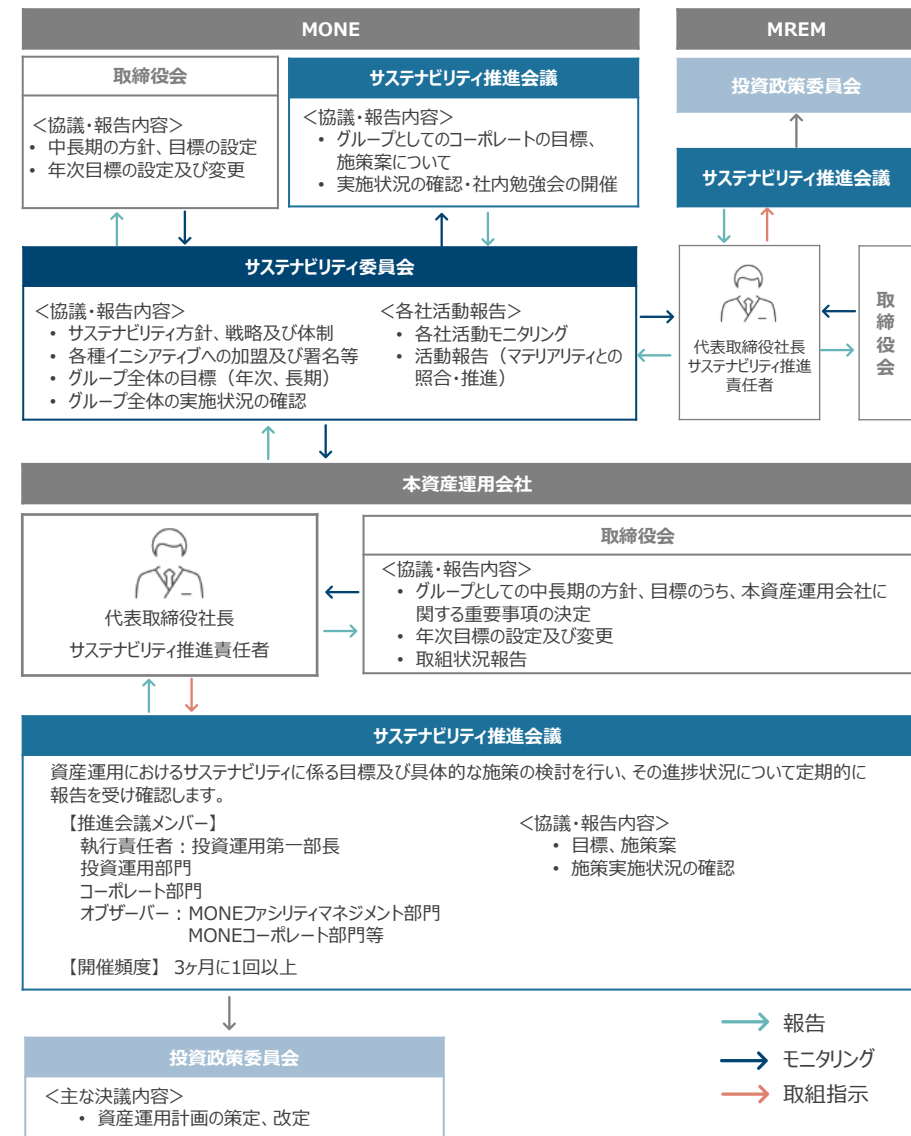 MONE
取締役会
<協議・報告内容>
• 中長期の方針、目標の設定
• 年次目標の設定及び変更
サステナビリティ推進会議
<協議・報告内容>
• グループとしてのコーポレートの目標、
施策案について
• 実施状況の確認・社内勉強会の開催
MREM
投資政策委員会
サステナビリティ推進会議
サステナビリティ委員会
<協議・報告内容>
• サステナビリティ方針、戦略及び体制
• 各種イニシアティブへの加盟及び署名等
• グループ全体の目標（年次、長期）
• グループ全体の実施状況の確認
<各社活動報告>
• 各社活動モニタリング
• 活動報告（マテリアリティとの
照合・推進）
代表取締役社長
サステナビリティ推進
責任者
取
締
役
会
本資産運用会社
代表取締役社長
サステナビリティ推進責任者
取締役会
<協議・報告内容>
• グループとしての中長期の方針、目標のうち、本資産運用会社に
関する重要事項の決定
• 年次目標の設定及び変更
• 取組状況報告
サステナビリティ推進会議
資産運用におけるサステナビリティに係る目標及び具体的な施策の検討を行い、その進捗状況について定期的に
報告を受け確認します。
【推進会議メンバー】
執行責任者：投資運用第一部長
投資運用部門
コーポレート部門
オブザーバー：MONEファシリティマネジメント部門
MONEコーポレート部門等
【開催頻度】 3ヶ月に1回以上
<協議・報告内容>
• 目標、施策案
• 施策実施状況の確認
投資政策委員会
<主な決議内容>
• 資産運用計画の策定、改定
報告
モニタリング
取組指示